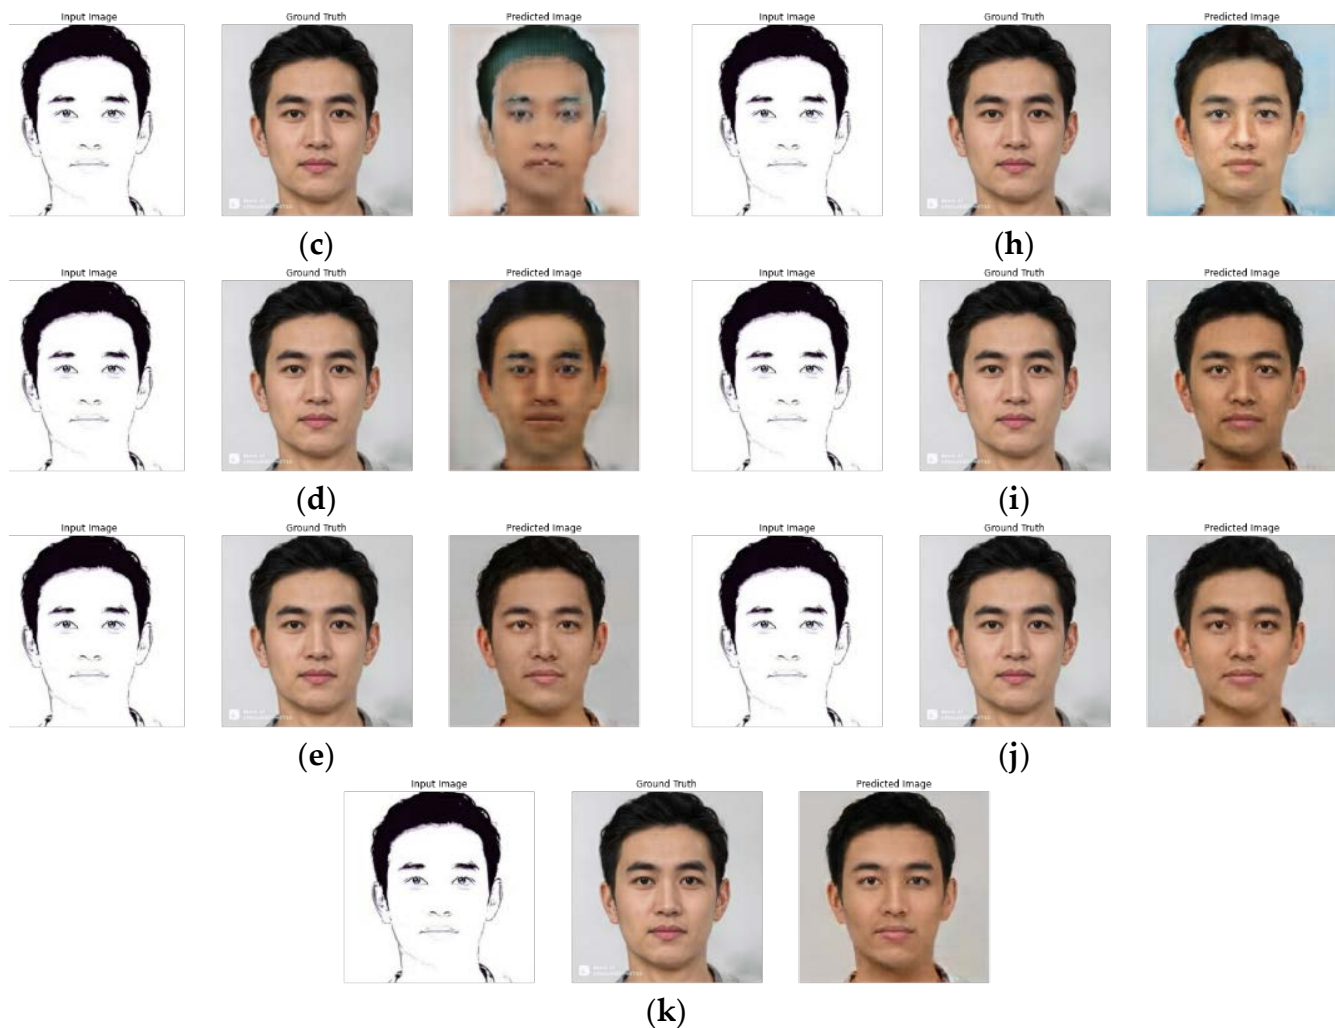 Input Image Ground Truth Predicted Image Input Image Ground Truth Predicted Image
(c) (h)
Input Image Ground Truth Predicted Image Input Image Ground Truth Predicted Image
(d) (i)
Input Image Ground Truth Predicted Image Input Image Ground Truth Predicted Image
(e) (j)
Input Image Ground Truth Predicted Image
(k)